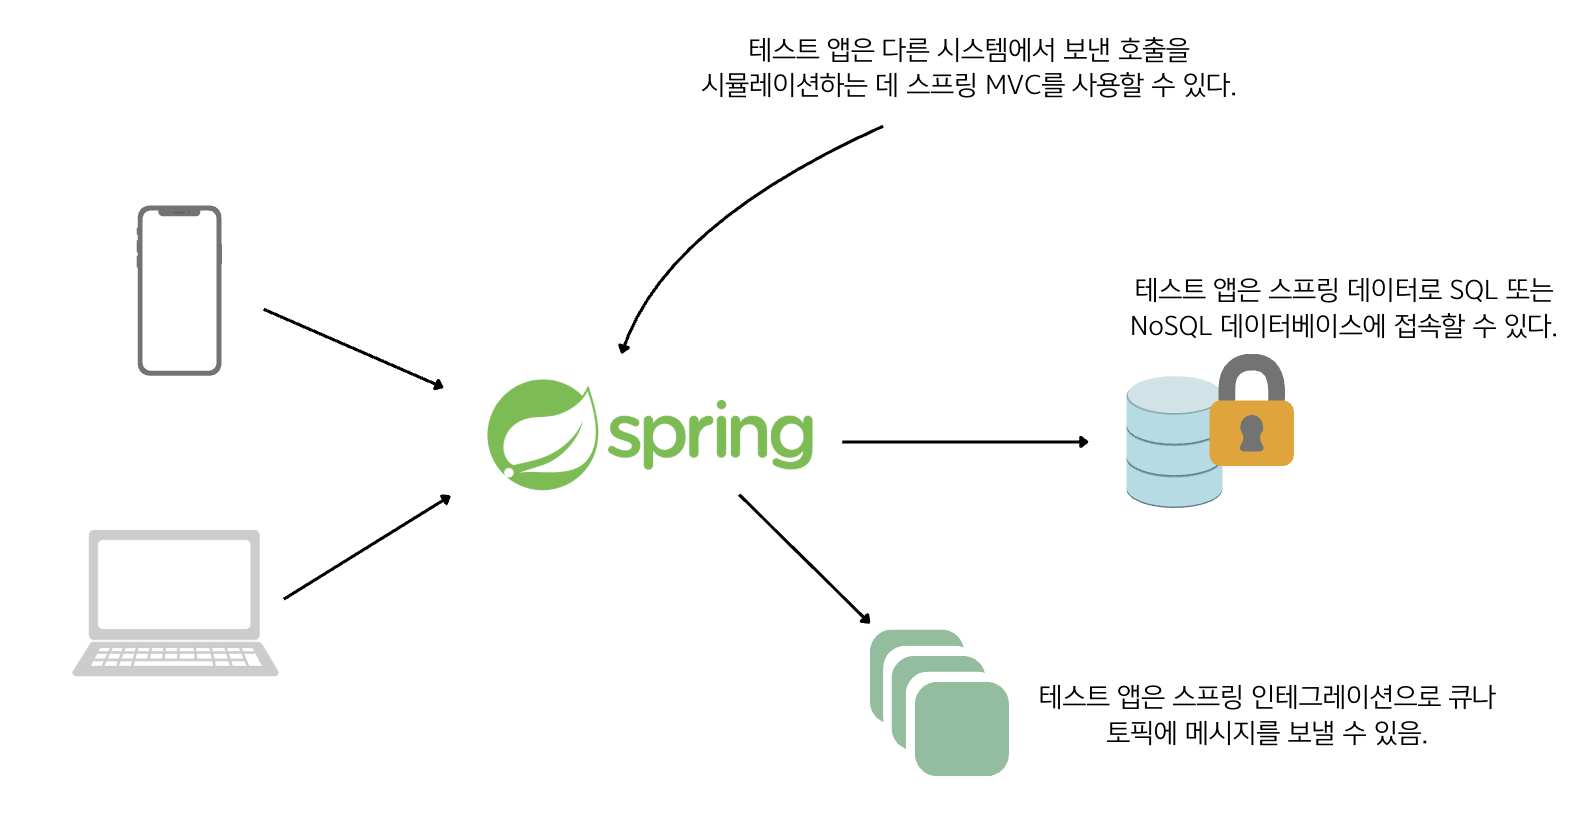 테스트 앱은 다른 시스템에서 보낸 호출을
시뮬레이션하는 데 스프링 MVC를 사용할 수 있다.
테스트 앱은 스프링 데이터로 SQL 또는
NoSQL 데이터베이스에 접속할 수 있다.
spring
테스트 앱은 스프링 인테그레이션으로 큐나
토픽에 메시지를 보낼 수 있음.